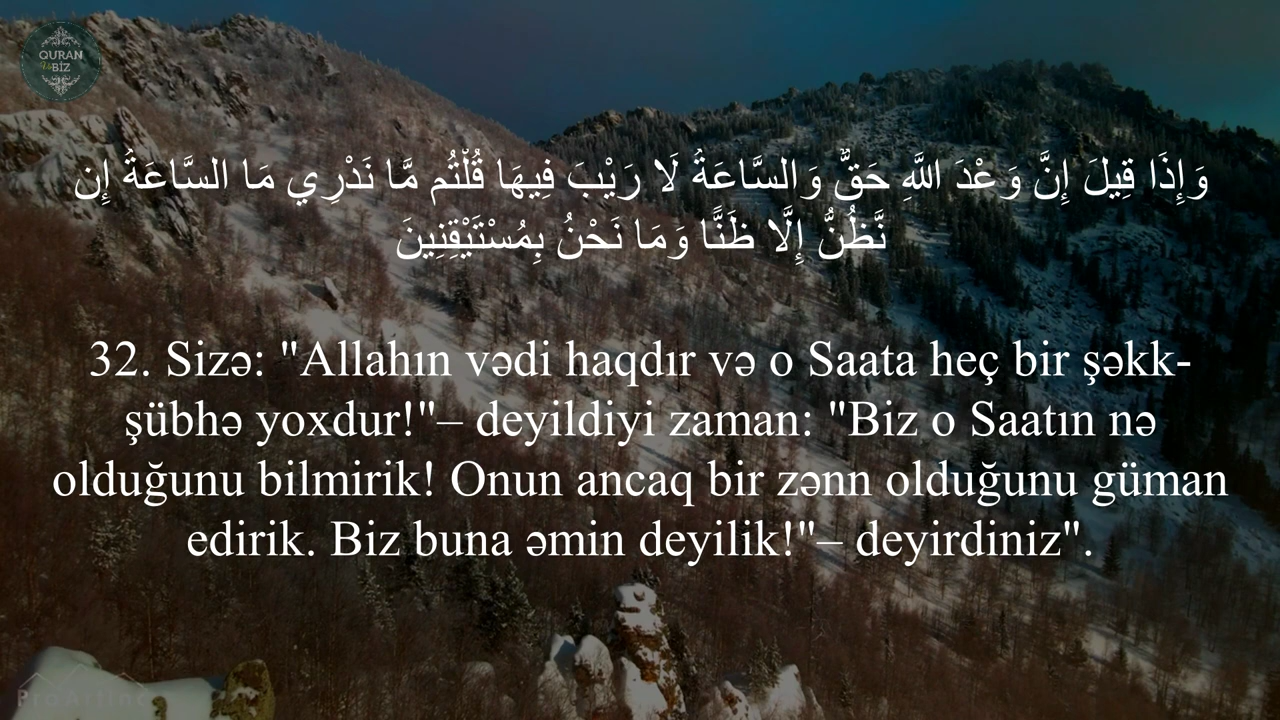 QURAN
Və
BİZ
وَإِذَا قِيلَ إِنَّ وَعْدَ اللَّهِ حَقٌّ وَالسَّاعَةُ لَا رَيْبَ فِيهَا قُلْتُم مَّا نَدْرِي مَا السَّاعَةُ إِن
نَّظُنُّ إِلَّا ظَنًّا وَمَا نَحْنُ بِمُسْتَيْقِنِينَ
32. Sizə: "Allahın vədi haqdır və o Saata heç bir şəkk-
şübhə yoxdur!"– deyildiyi zaman: "Biz o Saatın nə
olduğunu bilmirik! Onun ancaq bir zənn olduğunu güman
edirik. Biz buna əmin deyilik!"– deyirdiniz".